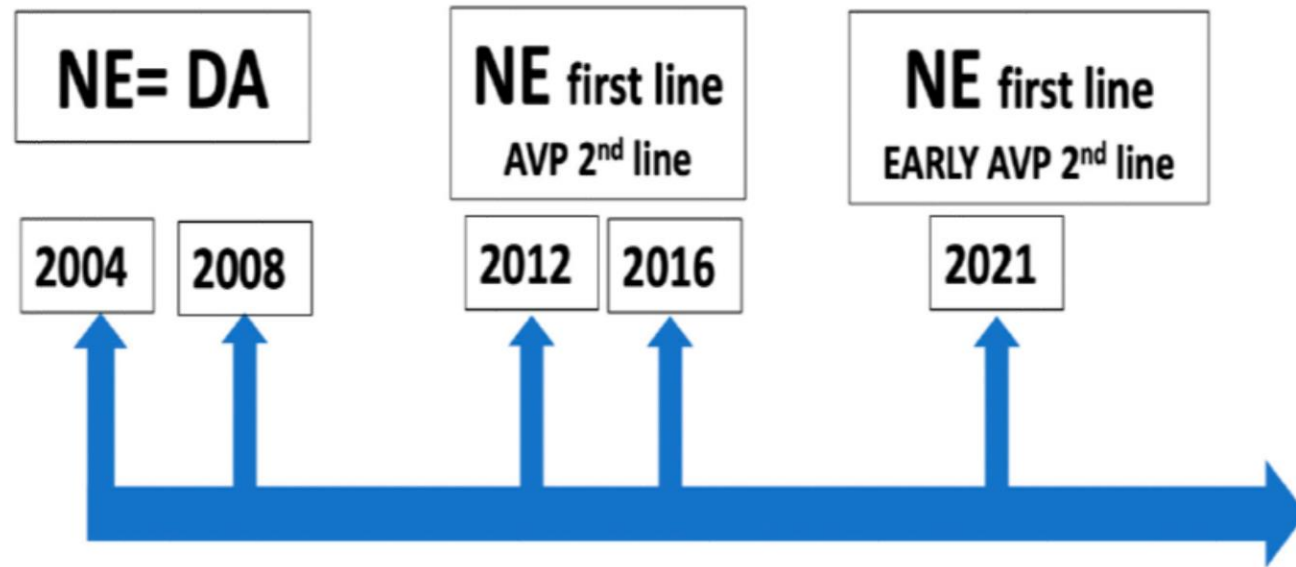 NE= DA
NE first line
AVP 2nd line
NE first line
EARLY AVP 2nd line
2004
2008
2012
2016
2021